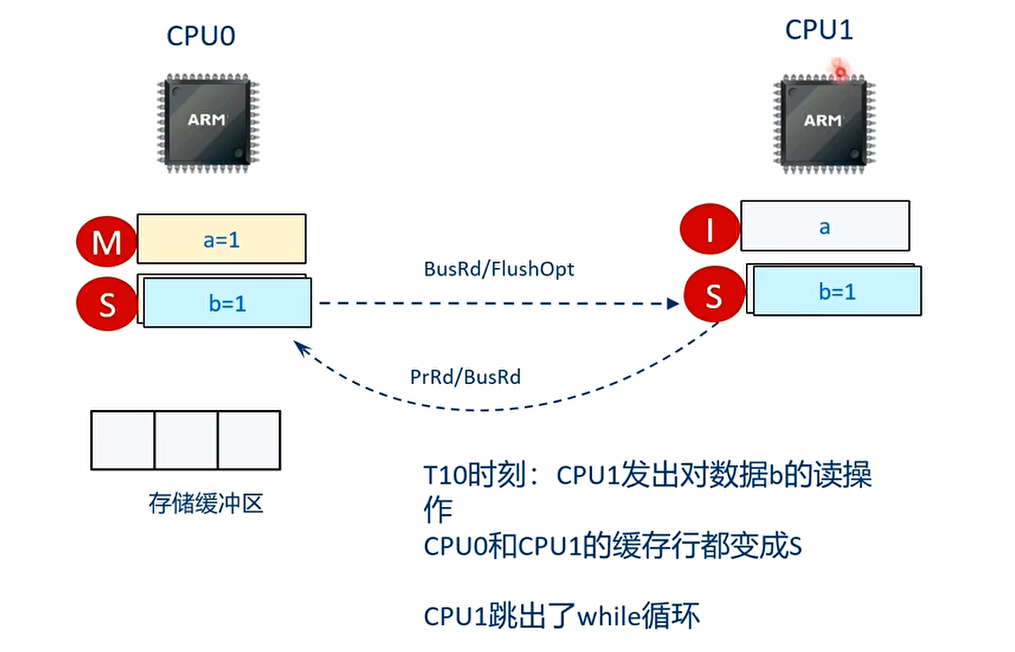 CPU0
CPU1
ARM
ARM
M
a=1
I
a
S
b=1
BusRd/FlushOpt
S
b=1
PrRd/BusRd
存储缓冲区
T10时刻：CPU1发出对数据b的读操
作
CPU0和CPU1的缓存行都变成S
CPU1跳出了while循环